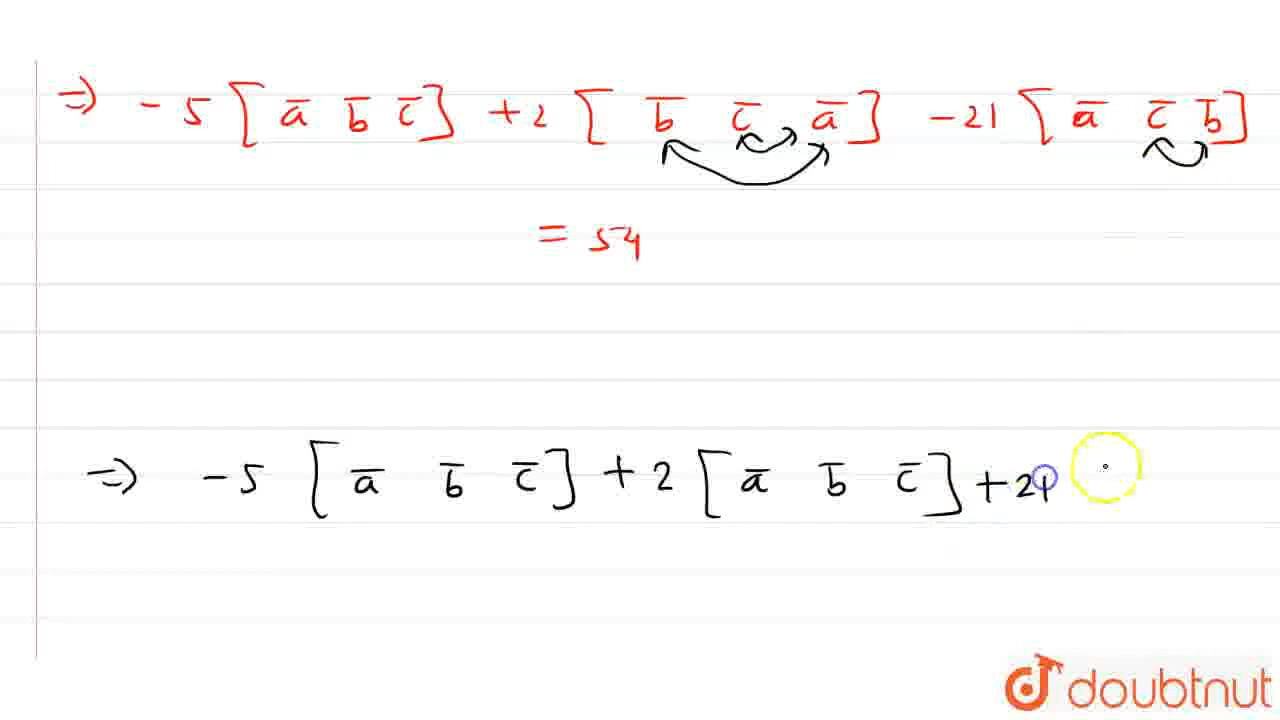 ⇒ - 5 [ a̅ b̅ c̅ ] + 2 [ b̅ c̅ a̅ ] - 21 [ a̅ c̅ b̅ ]
= 54
⇒ - 5 [ a̅ b̅ c̅ ] + 2 [ a̅ b̅ c̅ ] + 21
doubtnut